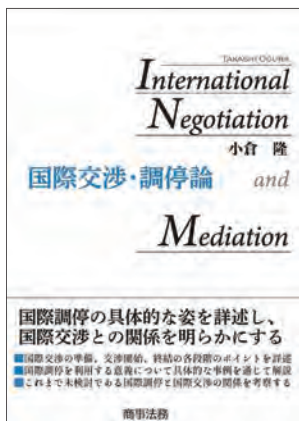 TAKASHI OGURA
International
Negotiation
小倉 隆
国際交渉・調停論 and
Mediation
国際調停の具体的な姿を詳述し、
国際交渉との関係を明らかにする
■国際交渉の準備、交渉開始、終結の各段階のポイントを詳述
■国際調停を利用する意義について具体的な事例を通じて解説
■これまで未検討である国際調停と国際交渉の関係を考察する
商事法務